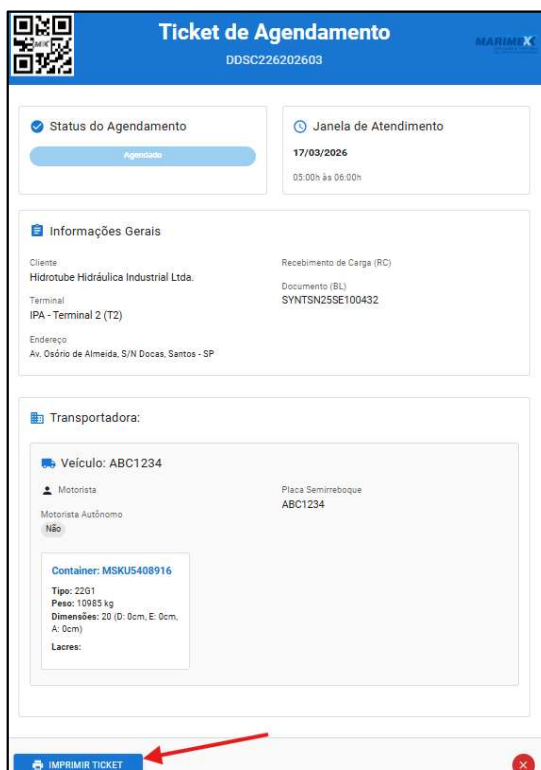 Ticket de Agendamento
DDSC226202603
MARIMEX
Status do Agendamento
Agendado
Janela de Atendimento
17/03/2026
05:00h às 06:00h
Informações Gerais
Cliente
Hidrotube Hidráulica Industrial Ltda.
Terminal
IPA - Terminal 2 (T2)
Endereço
Av. Osório de Almeida, S/N Docas, Santos - SP
Recebimento de Carga (RC)
Documento (BL)
SYNTSN25SE100432
Transportadora:
Veículo: ABC1234
Motorista
Motorista Autônomo
Não
Placa Semirreboque
ABC1234
Container: MSKU5408916
Tipo: 22G1
Peso: 10985 kg
Dimensões: 20 (D: 0cm, E: 0cm,
A: 0cm)
Lacres:
IMPRIMIR TICKET